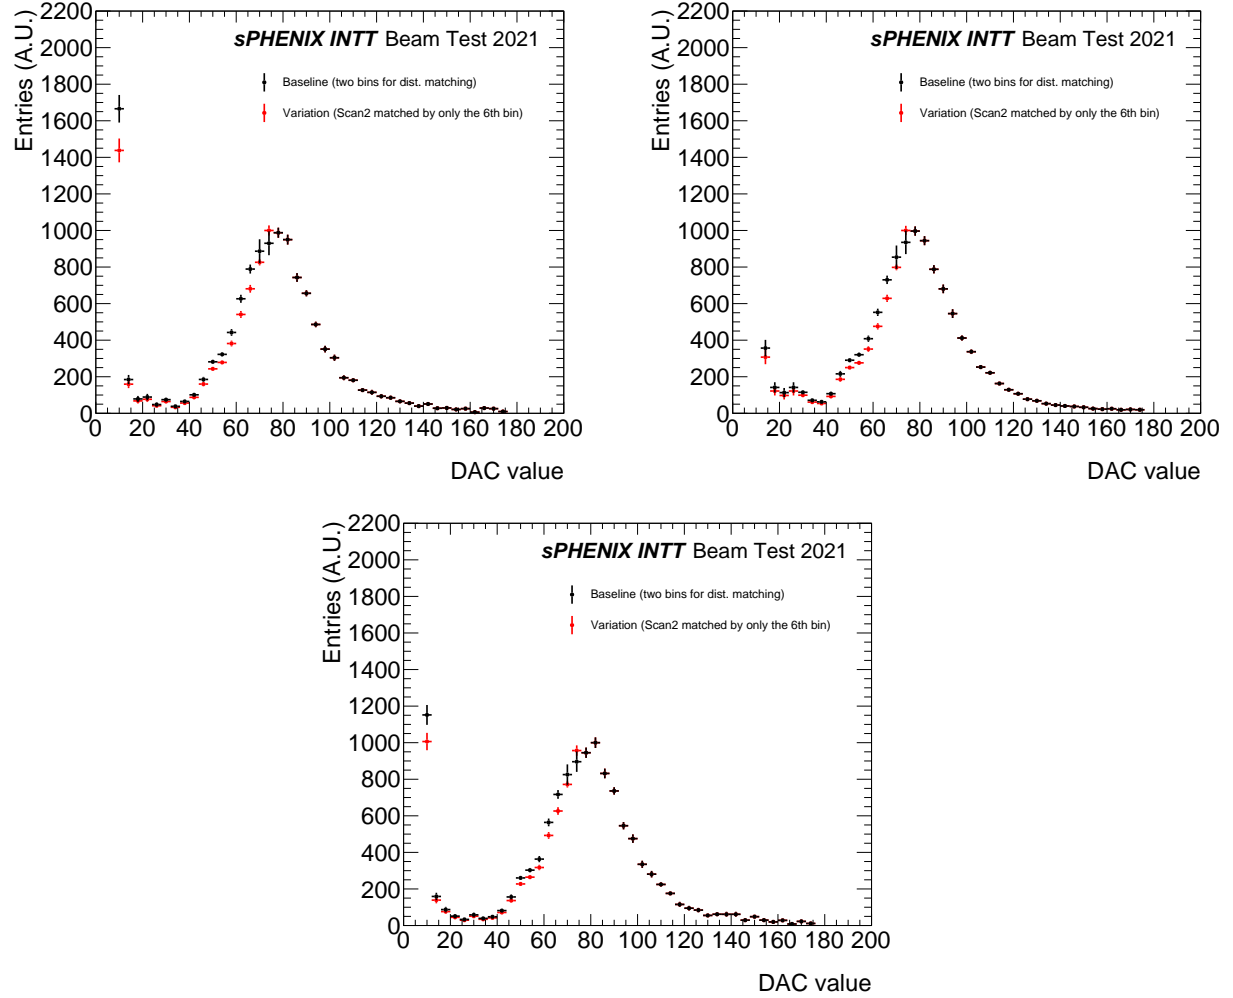 sPHENIX INTT Beam Test 2021
Baseline (two bins for dist. matching)
Variation (Scan2 matched by only the 6th bin)
Entries (A.U.)
2200
2000
1800
1600
1400
1200
1000
800
600
400
200
0
0 20 40 60 80 100 120 140 160 180 200
DAC value
sPHENIX INTT Beam Test 2021
Baseline (two bins for dist. matching)
Variation (Scan2 matched by only the 6th bin)
Entries (A.U.)
2200
2000
1800
1600
1400
1200
1000
800
600
400
200
0
0 20 40 60 80 100 120 140 160 180 200
DAC value
sPHENIX INTT Beam Test 2021
Baseline (two bins for dist. matching)
Variation (Scan2 matched by only the 6th bin)
Entries (A.U.)
2200
2000
1800
1600
1400
1200
1000
800
600
400
200
0
0 20 40 60 80 100 120 140 160 180 200
DAC value